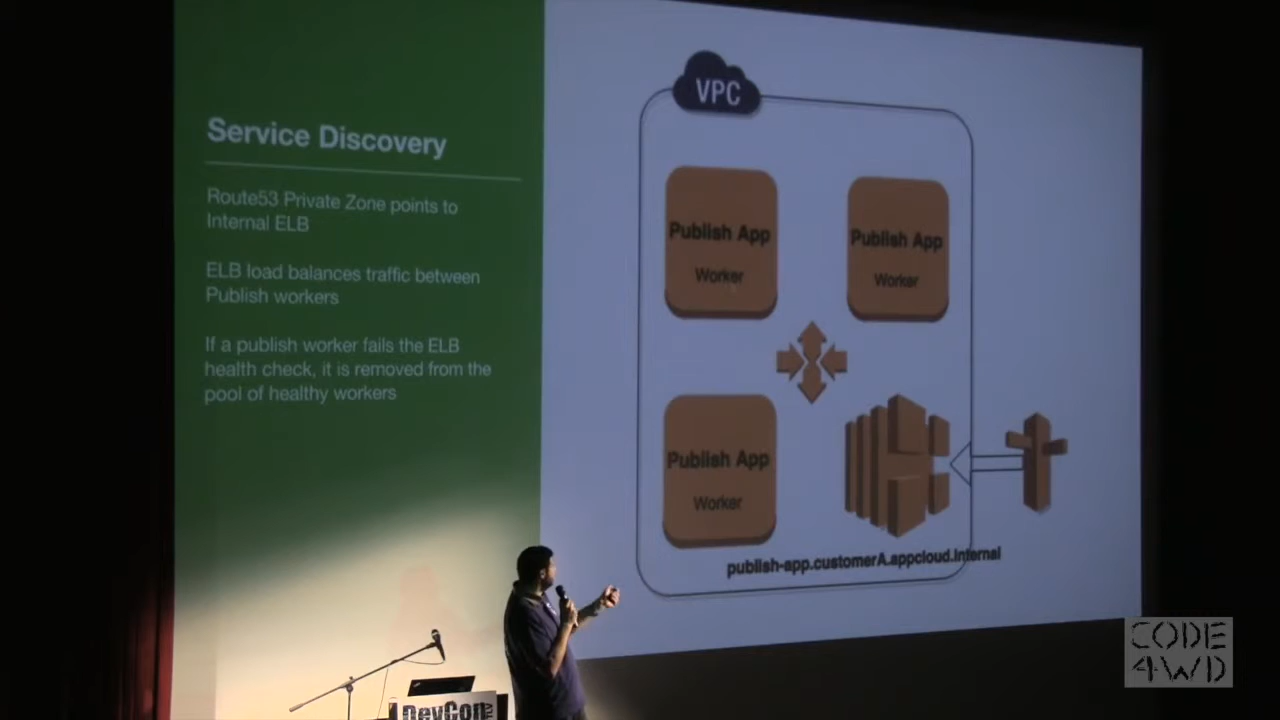 Service Discovery
Route53 Private Zone points to
Internal ELB
ELB load balances traffic between
Publish workers
If a publish worker fails the ELB
health check, it is removed from the
pool of healthy workers
VPC
Publish App
Worker
Publish App
Worker
Publish App
Worker
publish-app.customerA.appcloud.internal
DevCon
TLV
CODE
4WD